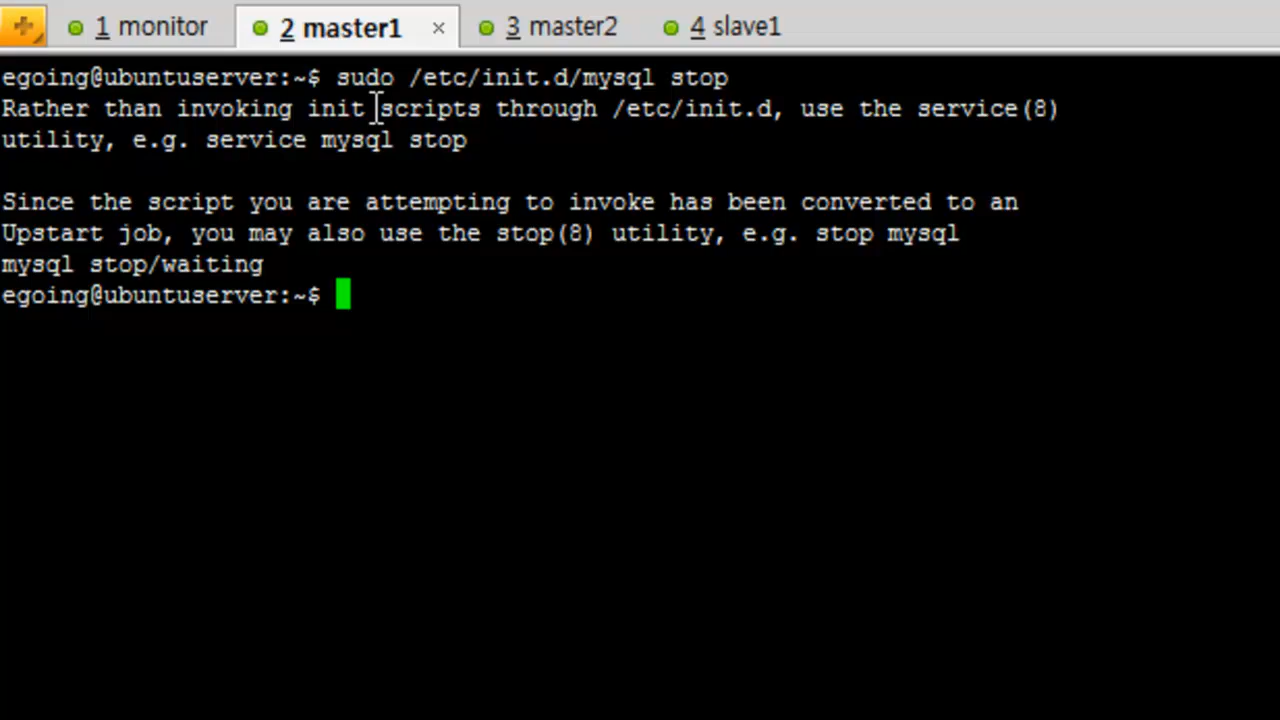 1 monitor 2 master1 × 3 master2 4 slave1
egoing@ubuntuserver:~$ sudo /etc/init.d/mysql stop
Rather than invoking init scripts through /etc/init.d, use the service(8)
utility, e.g. service mysql stop
Since the script you are attempting to invoke has been converted to an
Upstart job, you may also use the stop(8) utility, e.g. stop mysql
mysql stop/waiting
egoing@ubuntuserver:~$